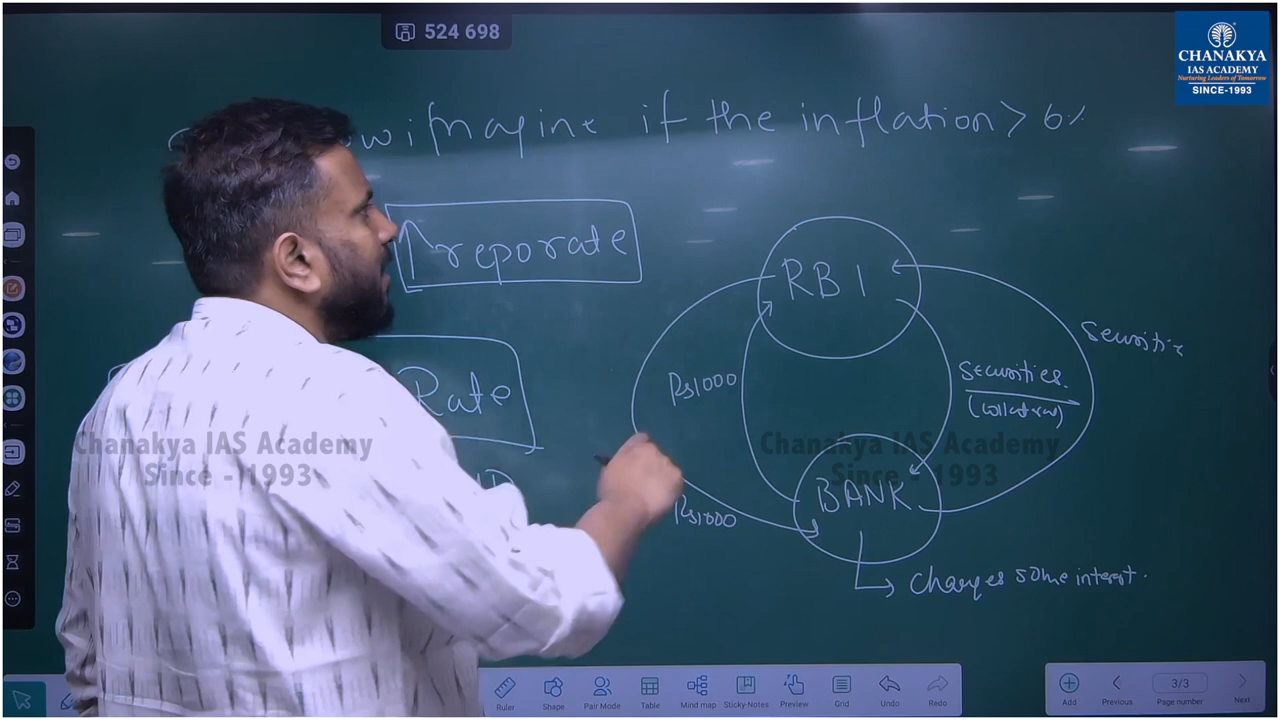 524 698
CHANAKYA
IAS ACADEMY
Nurturing Leaders of Tomorrow
SINCE-1993
imagine if the inflation > 6%
↑ reporate
RBI
Securitie
Rs1000
Securities.
(collateral)
Rate
Chanakya IAS Academy
Since - 1993
Chanakya IAS Academy
Since - 1993
BANK
Rs1000
Charges some interest.
Ruler
Shape
Pair Mode
Table
Mind map
Sticky-Notes
Preview
Grid
Undo
Redo
Add
Previous
3/3
Page number
Next